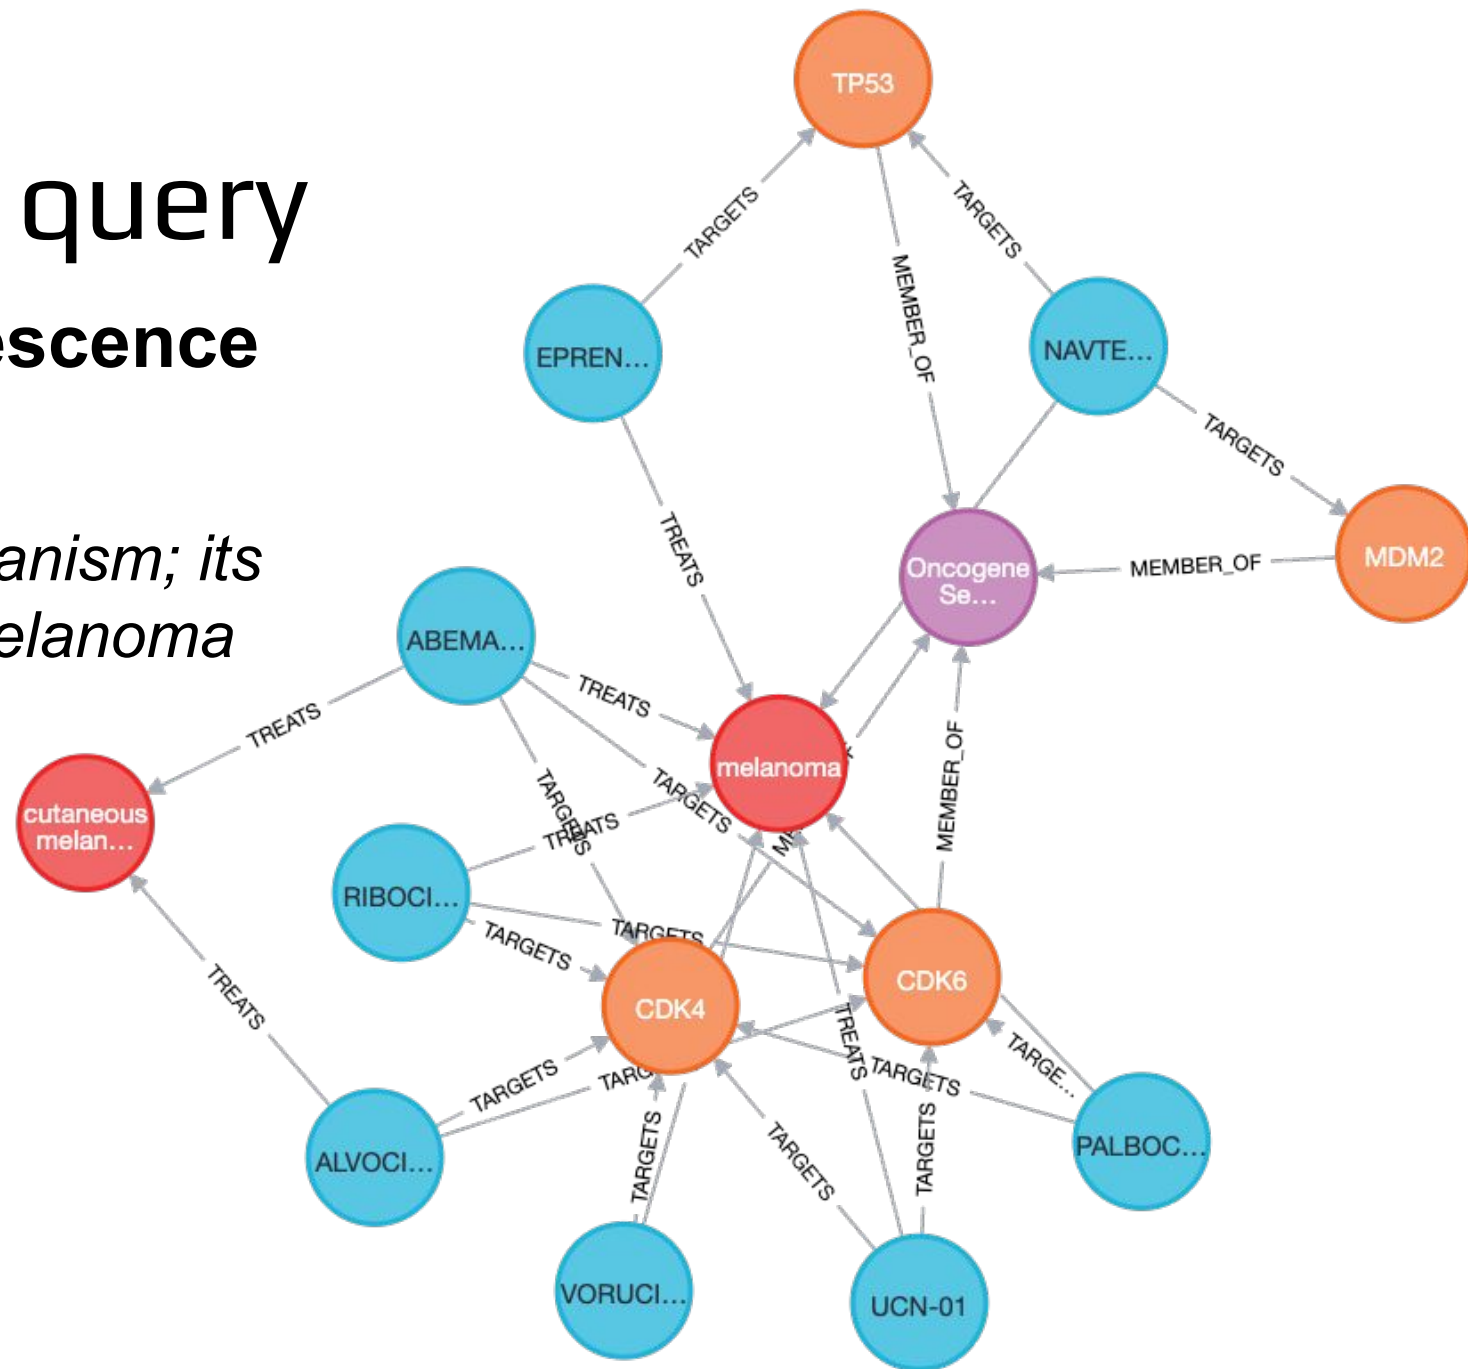 query
escence
anism; its
elanoma
TP53
TARGETS
TARGETS
MEMBER_OF
EPREN...
NAVTE...
TARGETS
TREATS
Oncogene
Se...
MEMBER_OF
MDM2
ABEMA...
TREATS
TREATS
TARGETS
TARGETS
melanoma
MEMBER_OF
cutaneous
melan...
TREATS
RIBOCI...
TARGETS
TARGETS
CDK4
CDK6
TREATS
TREATS
TARGETS
TARG
TARGETS
TARGE...
ALVOCI...
TARGETS
TARGETS
TARGETS
PALBOC...
VORUCI...
UCN-01